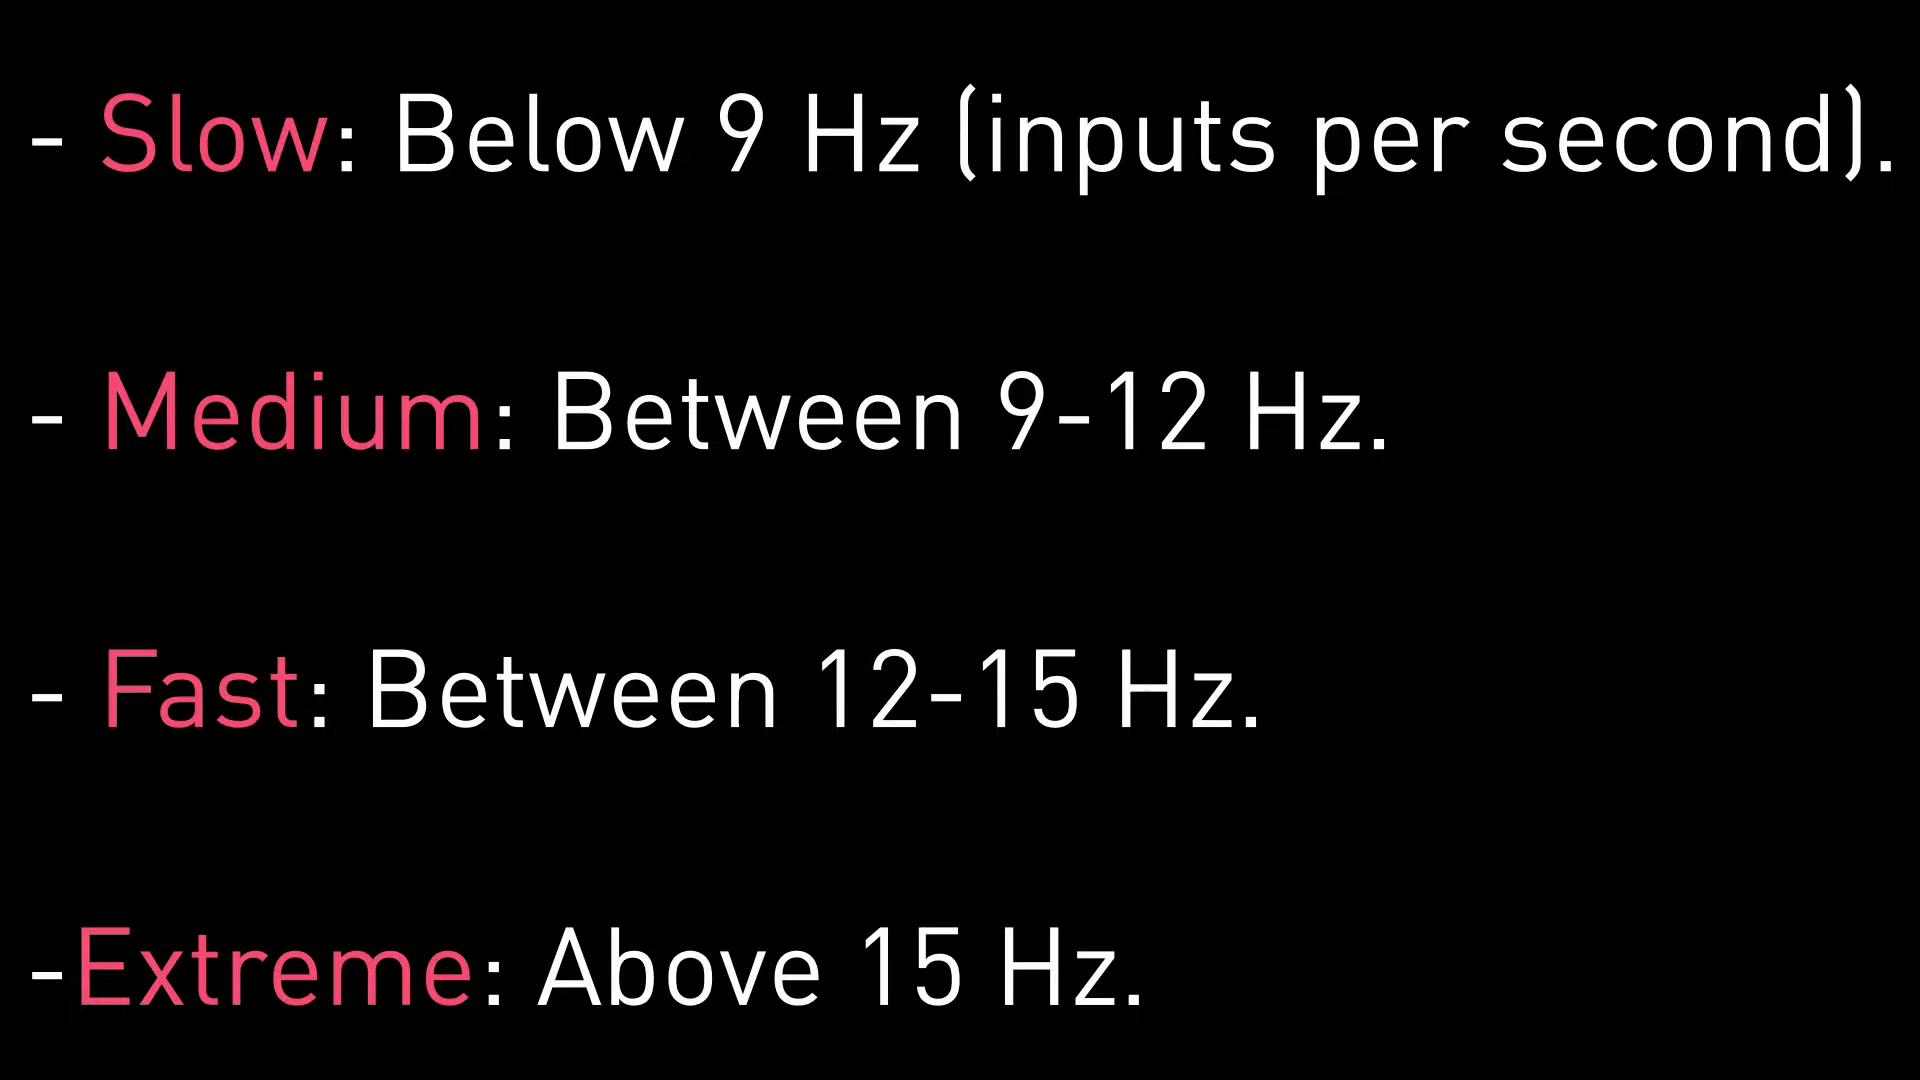 - Slow: Below 9 Hz (inputs per second).
- Medium: Between 9-12 Hz.
- Fast: Between 12-15 Hz.
-Extreme: Above 15 Hz.